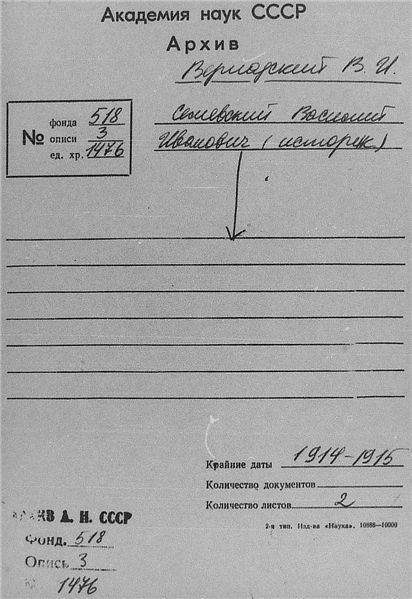 Академия наук СССР
Архив
Вернадский В. И.
№
фонда 518
описи 3
ед. хр. 1476
Семевский Василий
Иванович (историк)
Крайние даты 1914-1915
Количество документов
Количество листов 2
2-я тип. Изд-ва «Наука». 10688—10000
АРХИВ А. Н. СССР
Фонд. 518
Опись 3
№ 1476